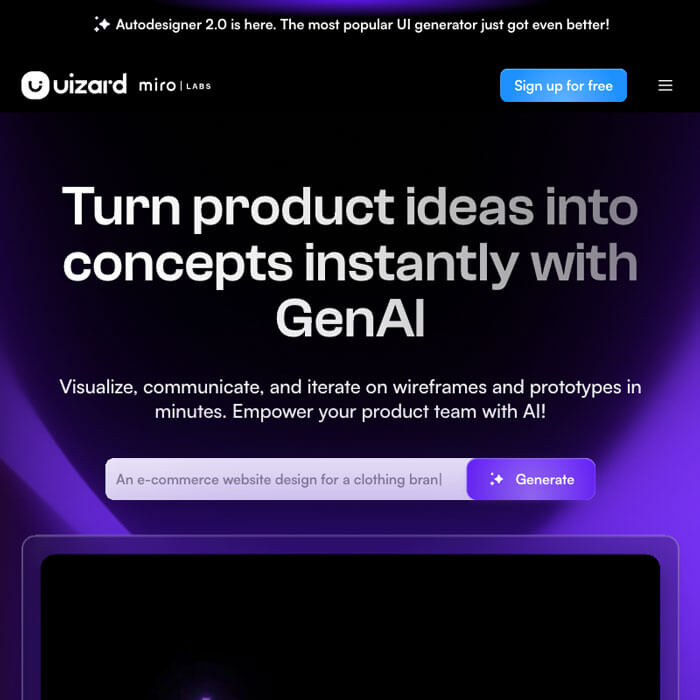 Autodesigner 2.0 is here. The most popular UI generator just got even better!
uizard miro | LABS
Sign up for free
Turn product ideas into
concepts instantly with
GenAI
Visualize, communicate, and iterate on wireframes and prototypes in
minutes. Empower your product team with AI!
An e-commerce website design for a clothing bran|
Generate